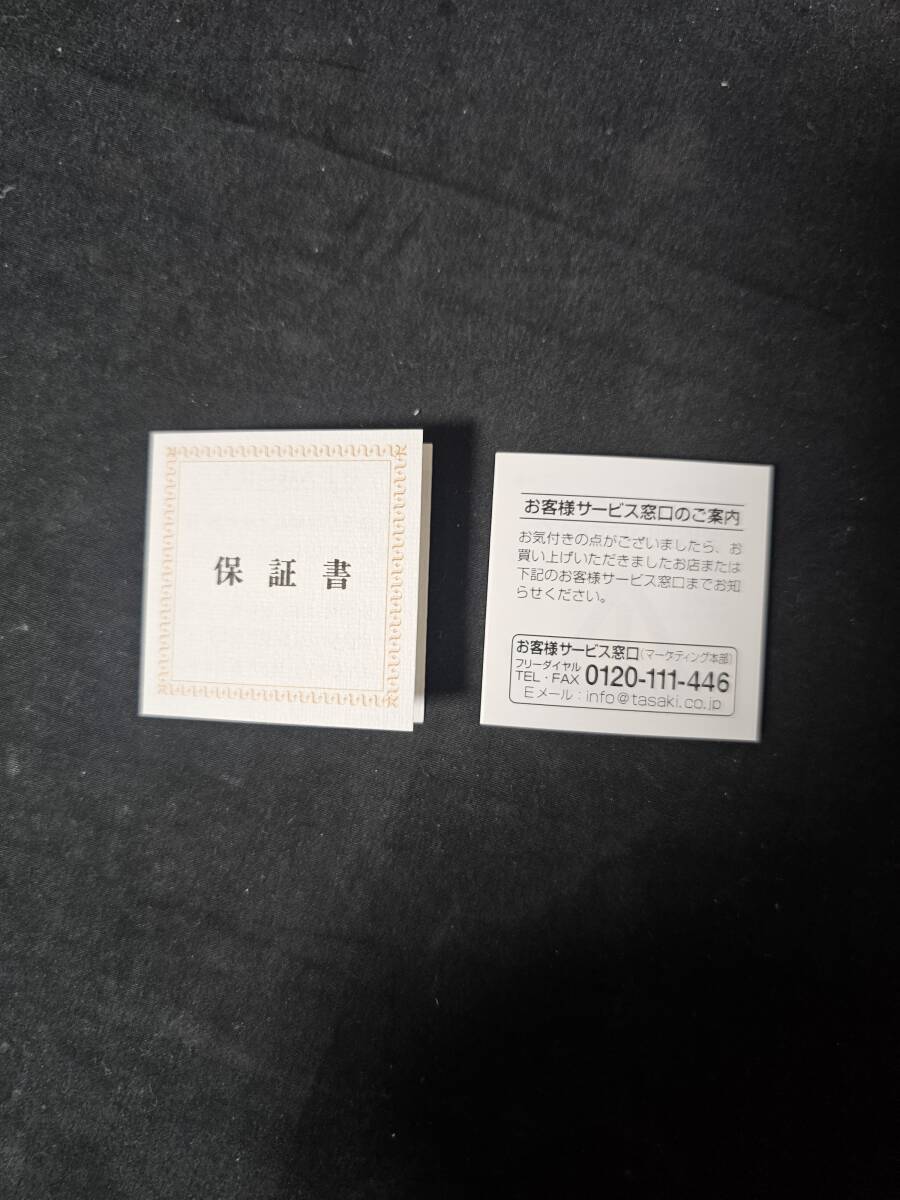 保証書
お客様サービス窓口のご案内
お気付きの点がございましたら、お
買い上げいただきましたお店または
下記のお客様サービス窓口までお知
らせください。
お客様サービス窓口(マーケティング本部)
フリーダイヤル
TEL・FAX 0120-111-446
Eメール:info@tasaki.co.jp